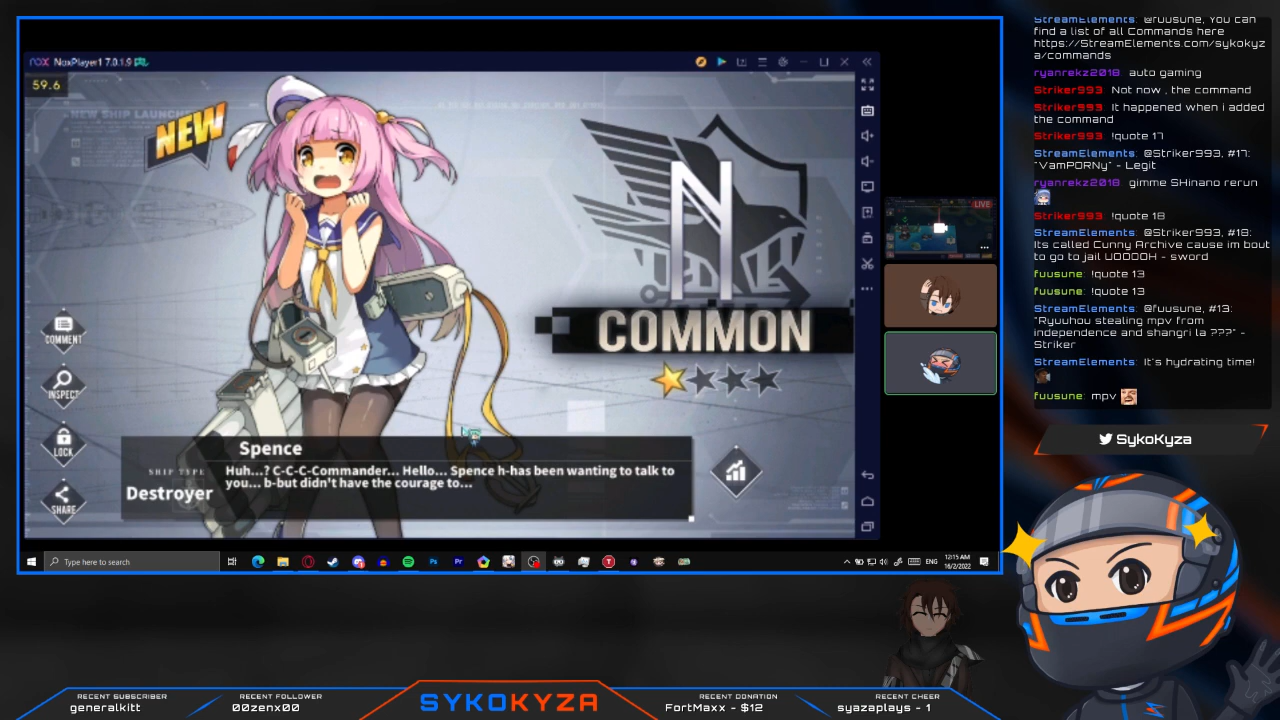 NOX NoxPlayer1 7.0.1.9
59.6
NEW
N
COMMON
COMMENT
INSPECT
LOCK
SHARE
Spence
SHIP TYPE
Destroyer
Huh...? C-C-C-Commander... Hello... Spence h-has been wanting to talk to
you... b-but didn't have the courage to...
LIVE
Type here to search
ENG
12:15 AM
16/2/2022
StreamElements: @fuusune, You can
find a list of all Commands here
https://StreamElements.com/sykokyz
a/commands
ryanrekz2018 auto gaming
Striker993 Not now , the command
Striker993 It happened when i added
the command
Striker993 !quote 17
StreamElements: @Striker993, #17:
"VamPORNy" - Legit
ryanrekz2018 gimme SHinano rerun
Striker993 !quote 18
StreamElements: @Striker993, #18:
Its called Cunny Archive cause im bout
to go to jail UOOOOH - sword
fuusune: !quote 13
fuusune: !quote 13
StreamElements: @fuusune, #13:
"Ryuuhou stealing mpv from
independence and shangri la ???" -
Striker
StreamElements: It's hydrating time!
fuusune: mpv
SykoKyza
RECENT SUBSCRIBER
generalkitt
RECENT FOLLOWER
00zenx00
SYKOKYZA
RECENT DONATION
FortMaxx - $12
RECENT CHEER
syazaplays - 1